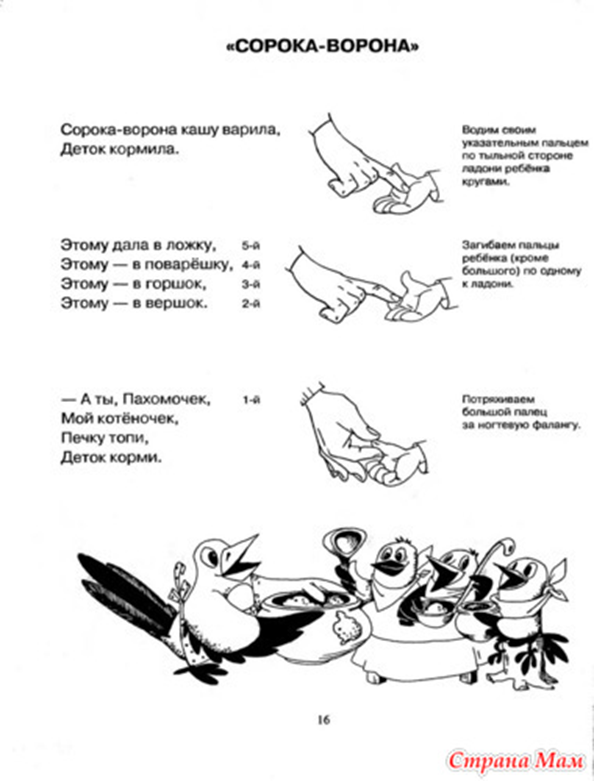 «СОРОКА-ВОРОНА»
Сорока-ворона кашу варила,
Деток кормила.
Водим своим
указательным пальцем
по тыльной стороне
ладони ребёнка
кругами.
Этому дала в ложку, 5-й
Этому — в поварёшку, 4-й
Этому — в горшок, 3-й
Этому — в вершок. 2-й
Загибаем пальцы
ребёнка (кроме
большого) по одному
к ладони.
— А ты, Пахомочек, 1-й
Мой котёночек,
Печку топи,
Деток корми.
Потряхиваем
большой палец
за ногтевую фалангу.
16
Страна Мам